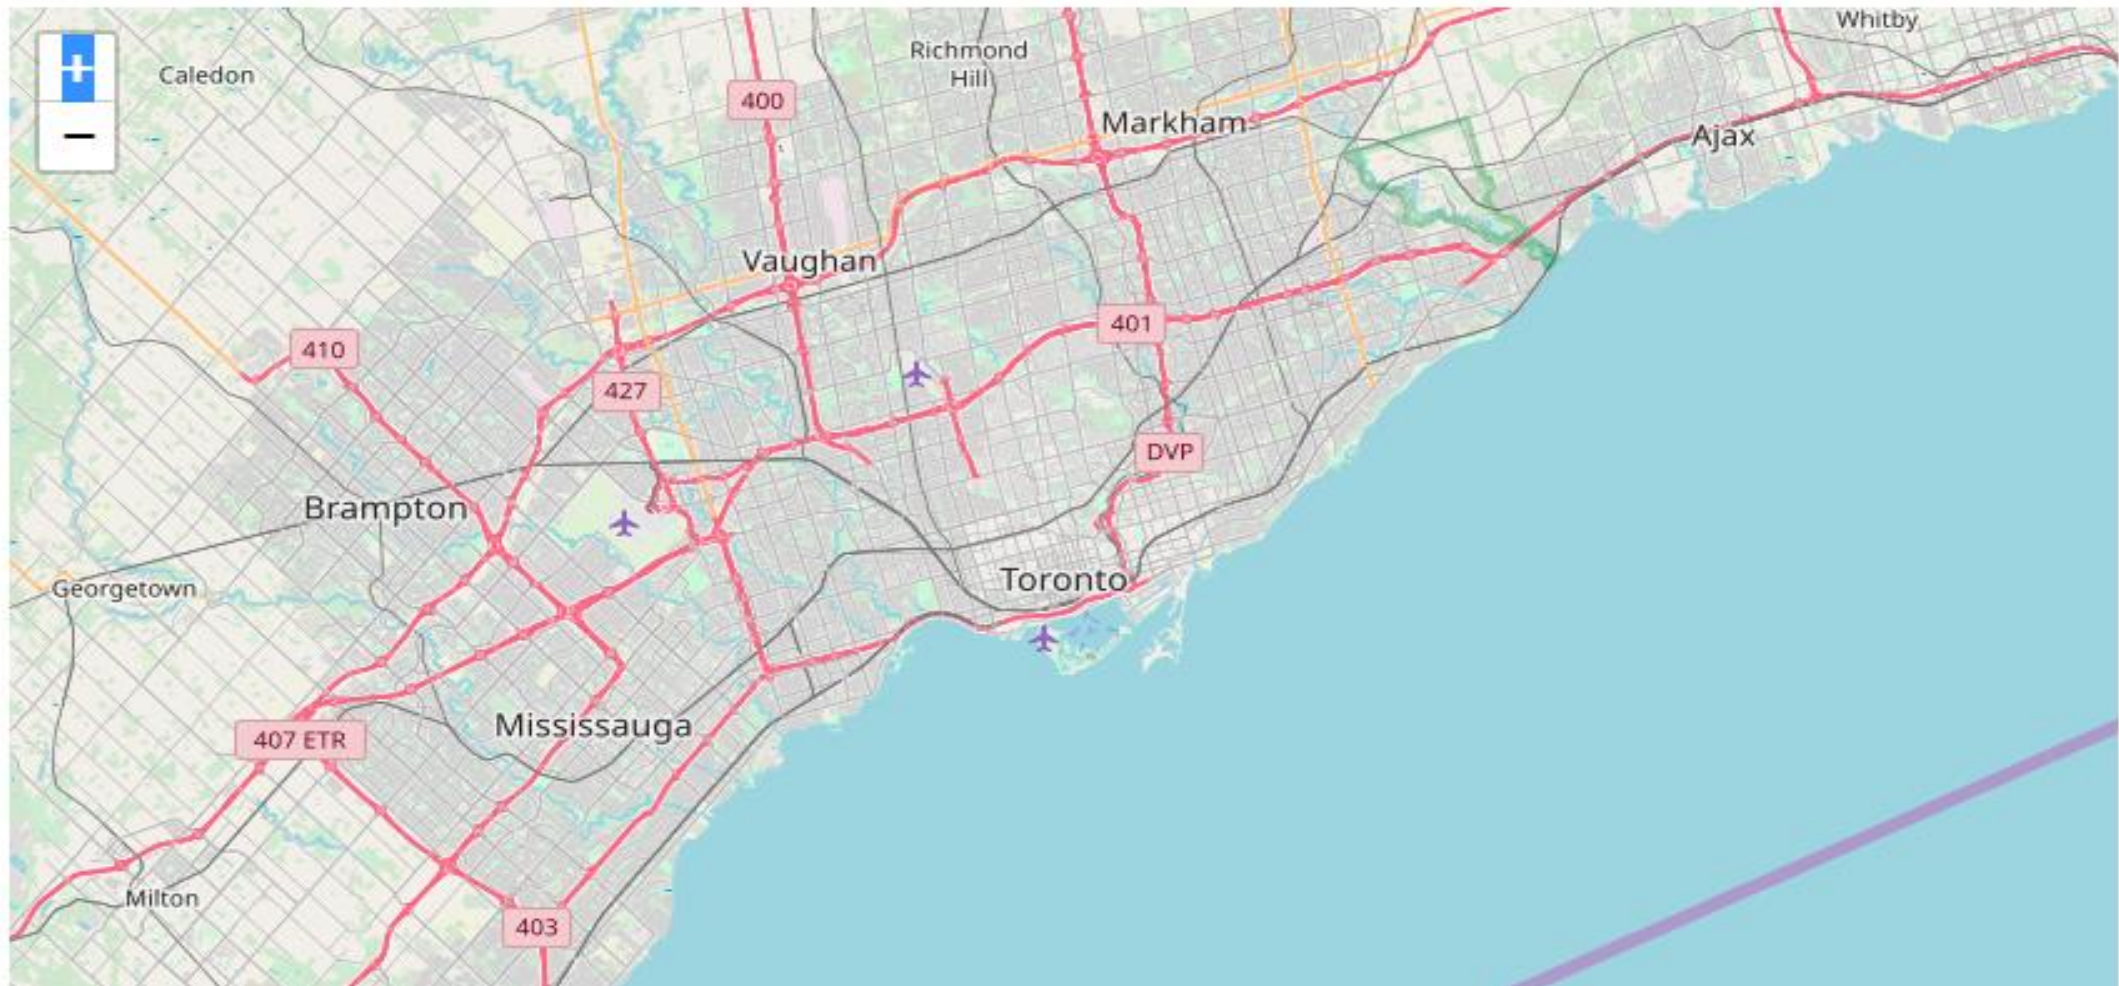 Whitby
Richmond
Hill
Caledon
+
400
−
Markham
Ajax
Vaughan
401
410
427
DVP
Brampton
Toronto
Georgetown
Mississauga
407 ETR
Milton
403